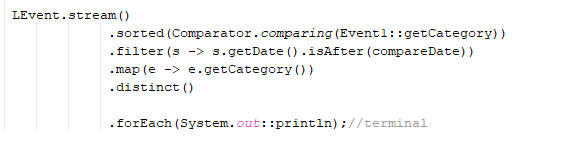 LEvent.stream()
.sorted(Comparator.comparing(Event1::getCategory))
.filter(s -> s.getDate().isAfter(compareDate))
.map(e -> e.getCategory())
.distinct()
.forEach(System.out::println);//terminal